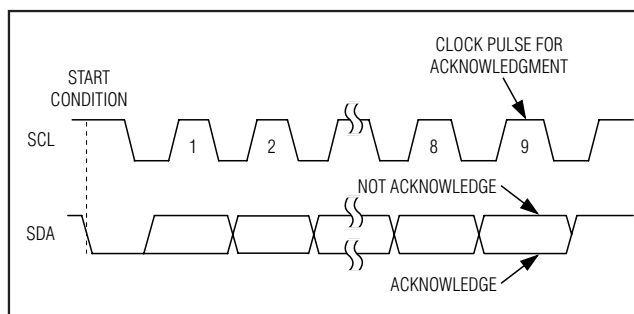 CLOCK PULSE FOR
ACKNOWLEDGMENT
START
CONDITION
SCL
1
2
8
9
NOT ACKNOWLEDGE
SDA
ACKNOWLEDGE